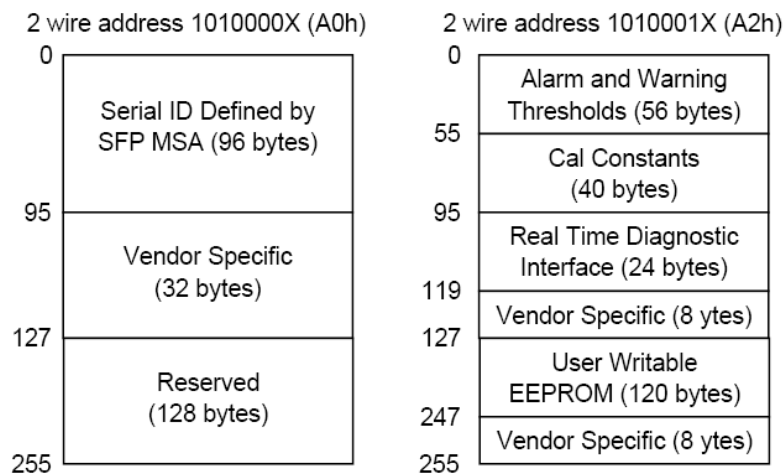 2 wire address 1010000X (A0h)
0
Serial ID Defined by
SFP MSA (96 bytes)
95
Vendor Specific
(32 bytes)
127
Reserved
(128 bytes)
255
2 wire address 1010001X (A2h)
0
Alarm and Warning
Thresholds (56 bytes)
55
Cal Constants
(40 bytes)
95
Real Time Diagnostic
Interface (24 bytes)
119
Vendor Specific (8 ytes)
127
User Writable
EEPROM (120 bytes)
247
Vendor Specific (8 ytes)
255